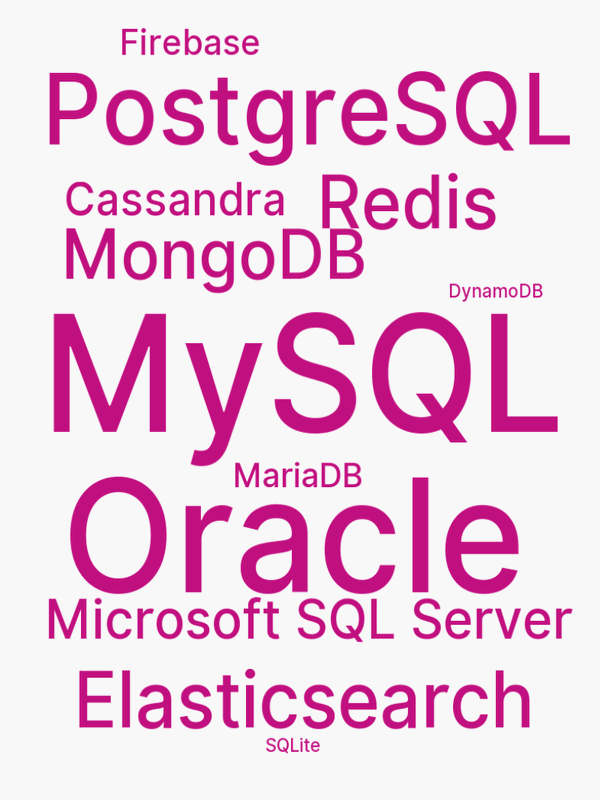 Firebase
PostgreSQL
Cassandra
Redis
MongoDB
DynamoDB
MySQL
MariaDB
Oracle
Microsoft SQL Server
Elasticsearch
SQLite